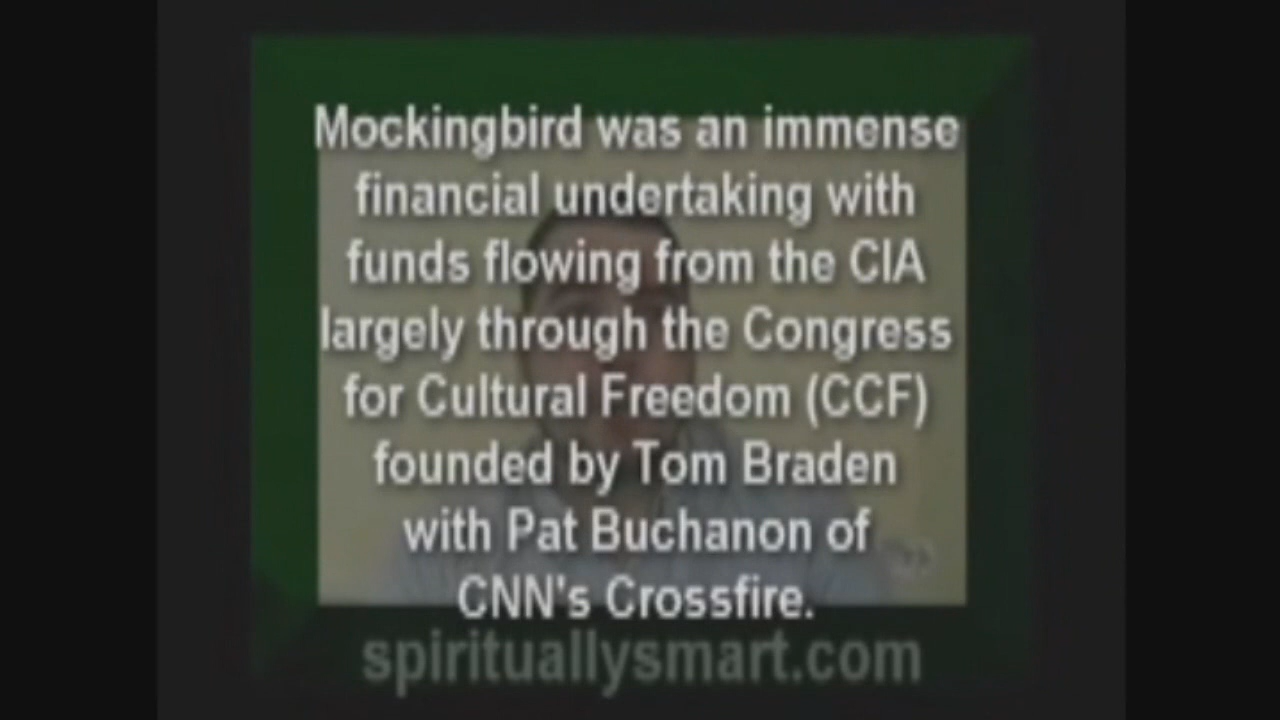 Mockingbird was an immense
financial undertaking with
funds flowing from the CIA
largely through the Congress
for Cultural Freedom (CCF)
founded by Tom Braden
with Pat Buchanon of
CNN's Crossfire.
spirituallysmart.com